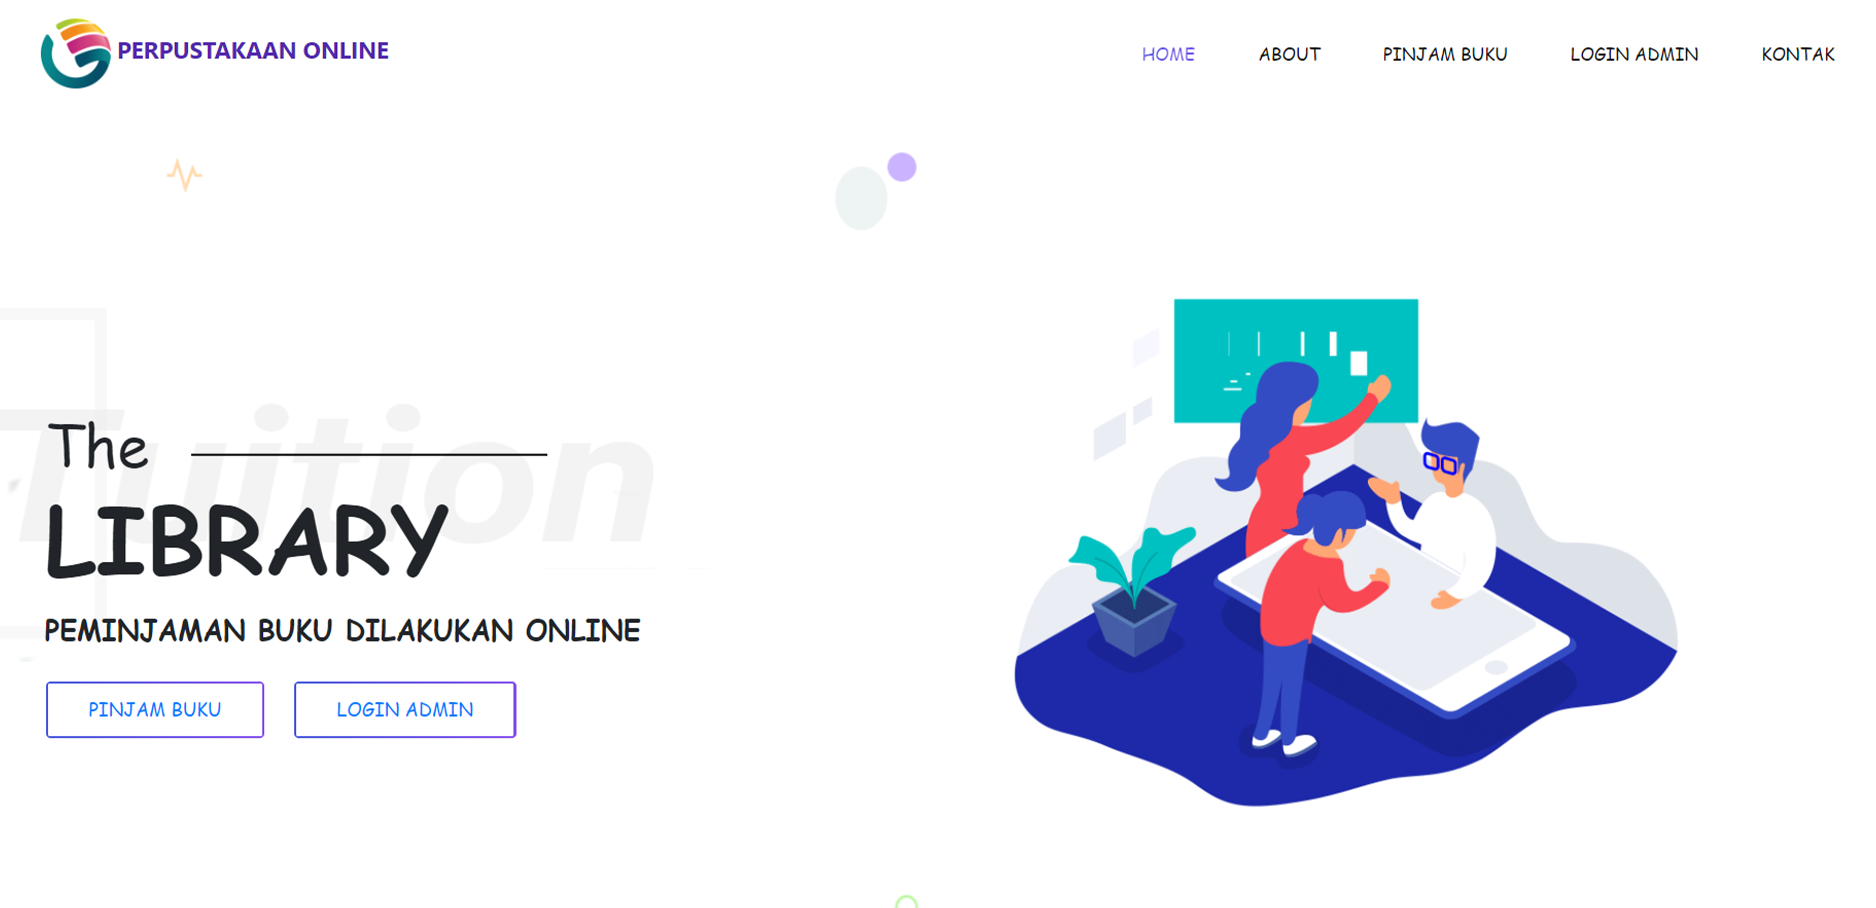 PERPUSTAKAAN ONLINE
HOME ABOUT PINJAM BUKU LOGIN ADMIN KONTAK
Tuition
The
LIBRARY
PEMINJAMAN BUKU DILAKUKAN ONLINE
PINJAM BUKU LOGIN ADMIN